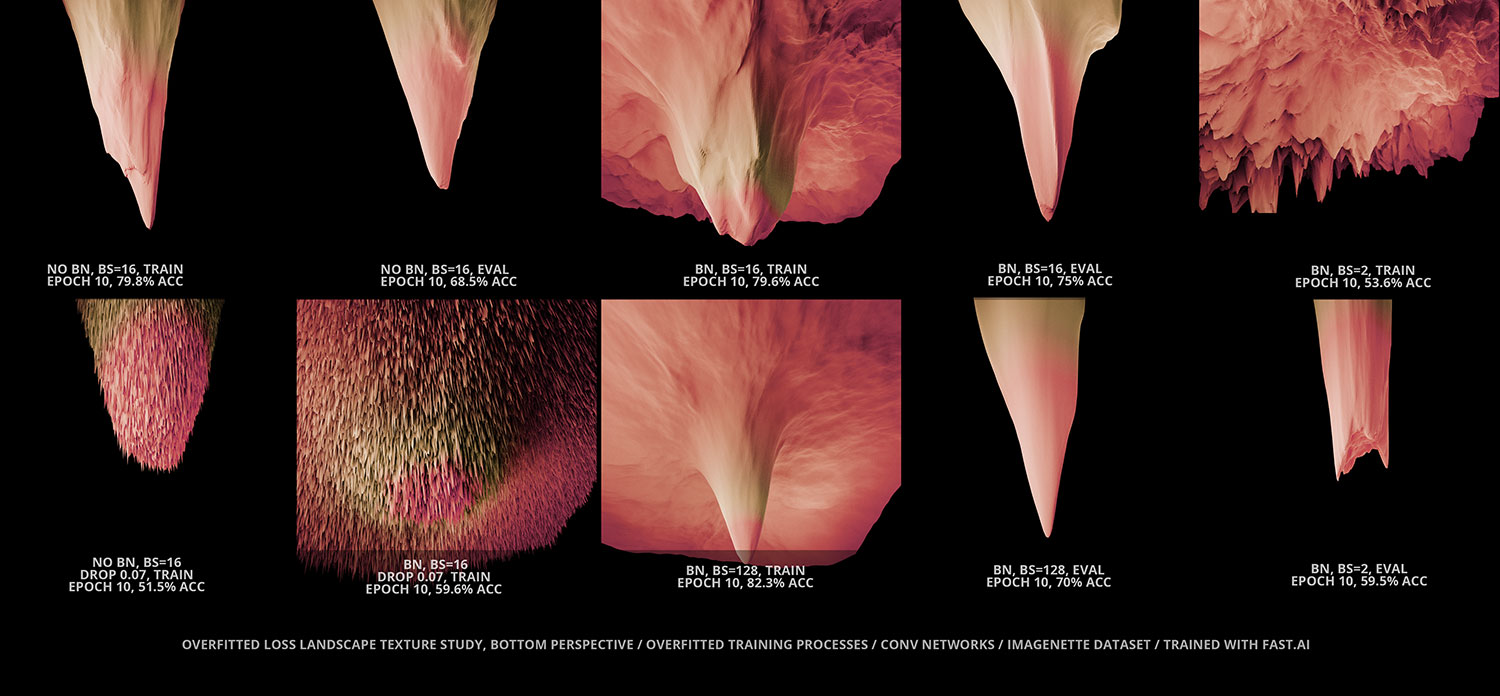 NO BN, BS=16, TRAIN
EPOCH 10, 79.8% ACC
NO BN, BS=16, EVAL
EPOCH 10, 68.5% ACC
BN, BS=16, TRAIN
EPOCH 10, 79.6% ACC
BN, BS=16, EVAL
EPOCH 10, 75% ACC
BN, BS=2, TRAIN
EPOCH 10, 53.6% ACC
NO BN, BS=16
DROP 0.07, TRAIN
EPOCH 10, 51.5% ACC
BN, BS=16
DROP 0.07, TRAIN
EPOCH 10, 59.6% ACC
BN, BS=128, TRAIN
EPOCH 10, 82.3% ACC
BN, BS=128, EVAL
EPOCH 10, 70% ACC
BN, BS=2, EVAL
EPOCH 10, 59.5% ACC
OVERFITTED LOSS LANDSCAPE TEXTURE STUDY, BOTTOM PERSPECTIVE / OVERFITTED TRAINING PROCESSES / CONV NETWORKS / IMAGENETTE DATASET / TRAINED WITH FAST.AI